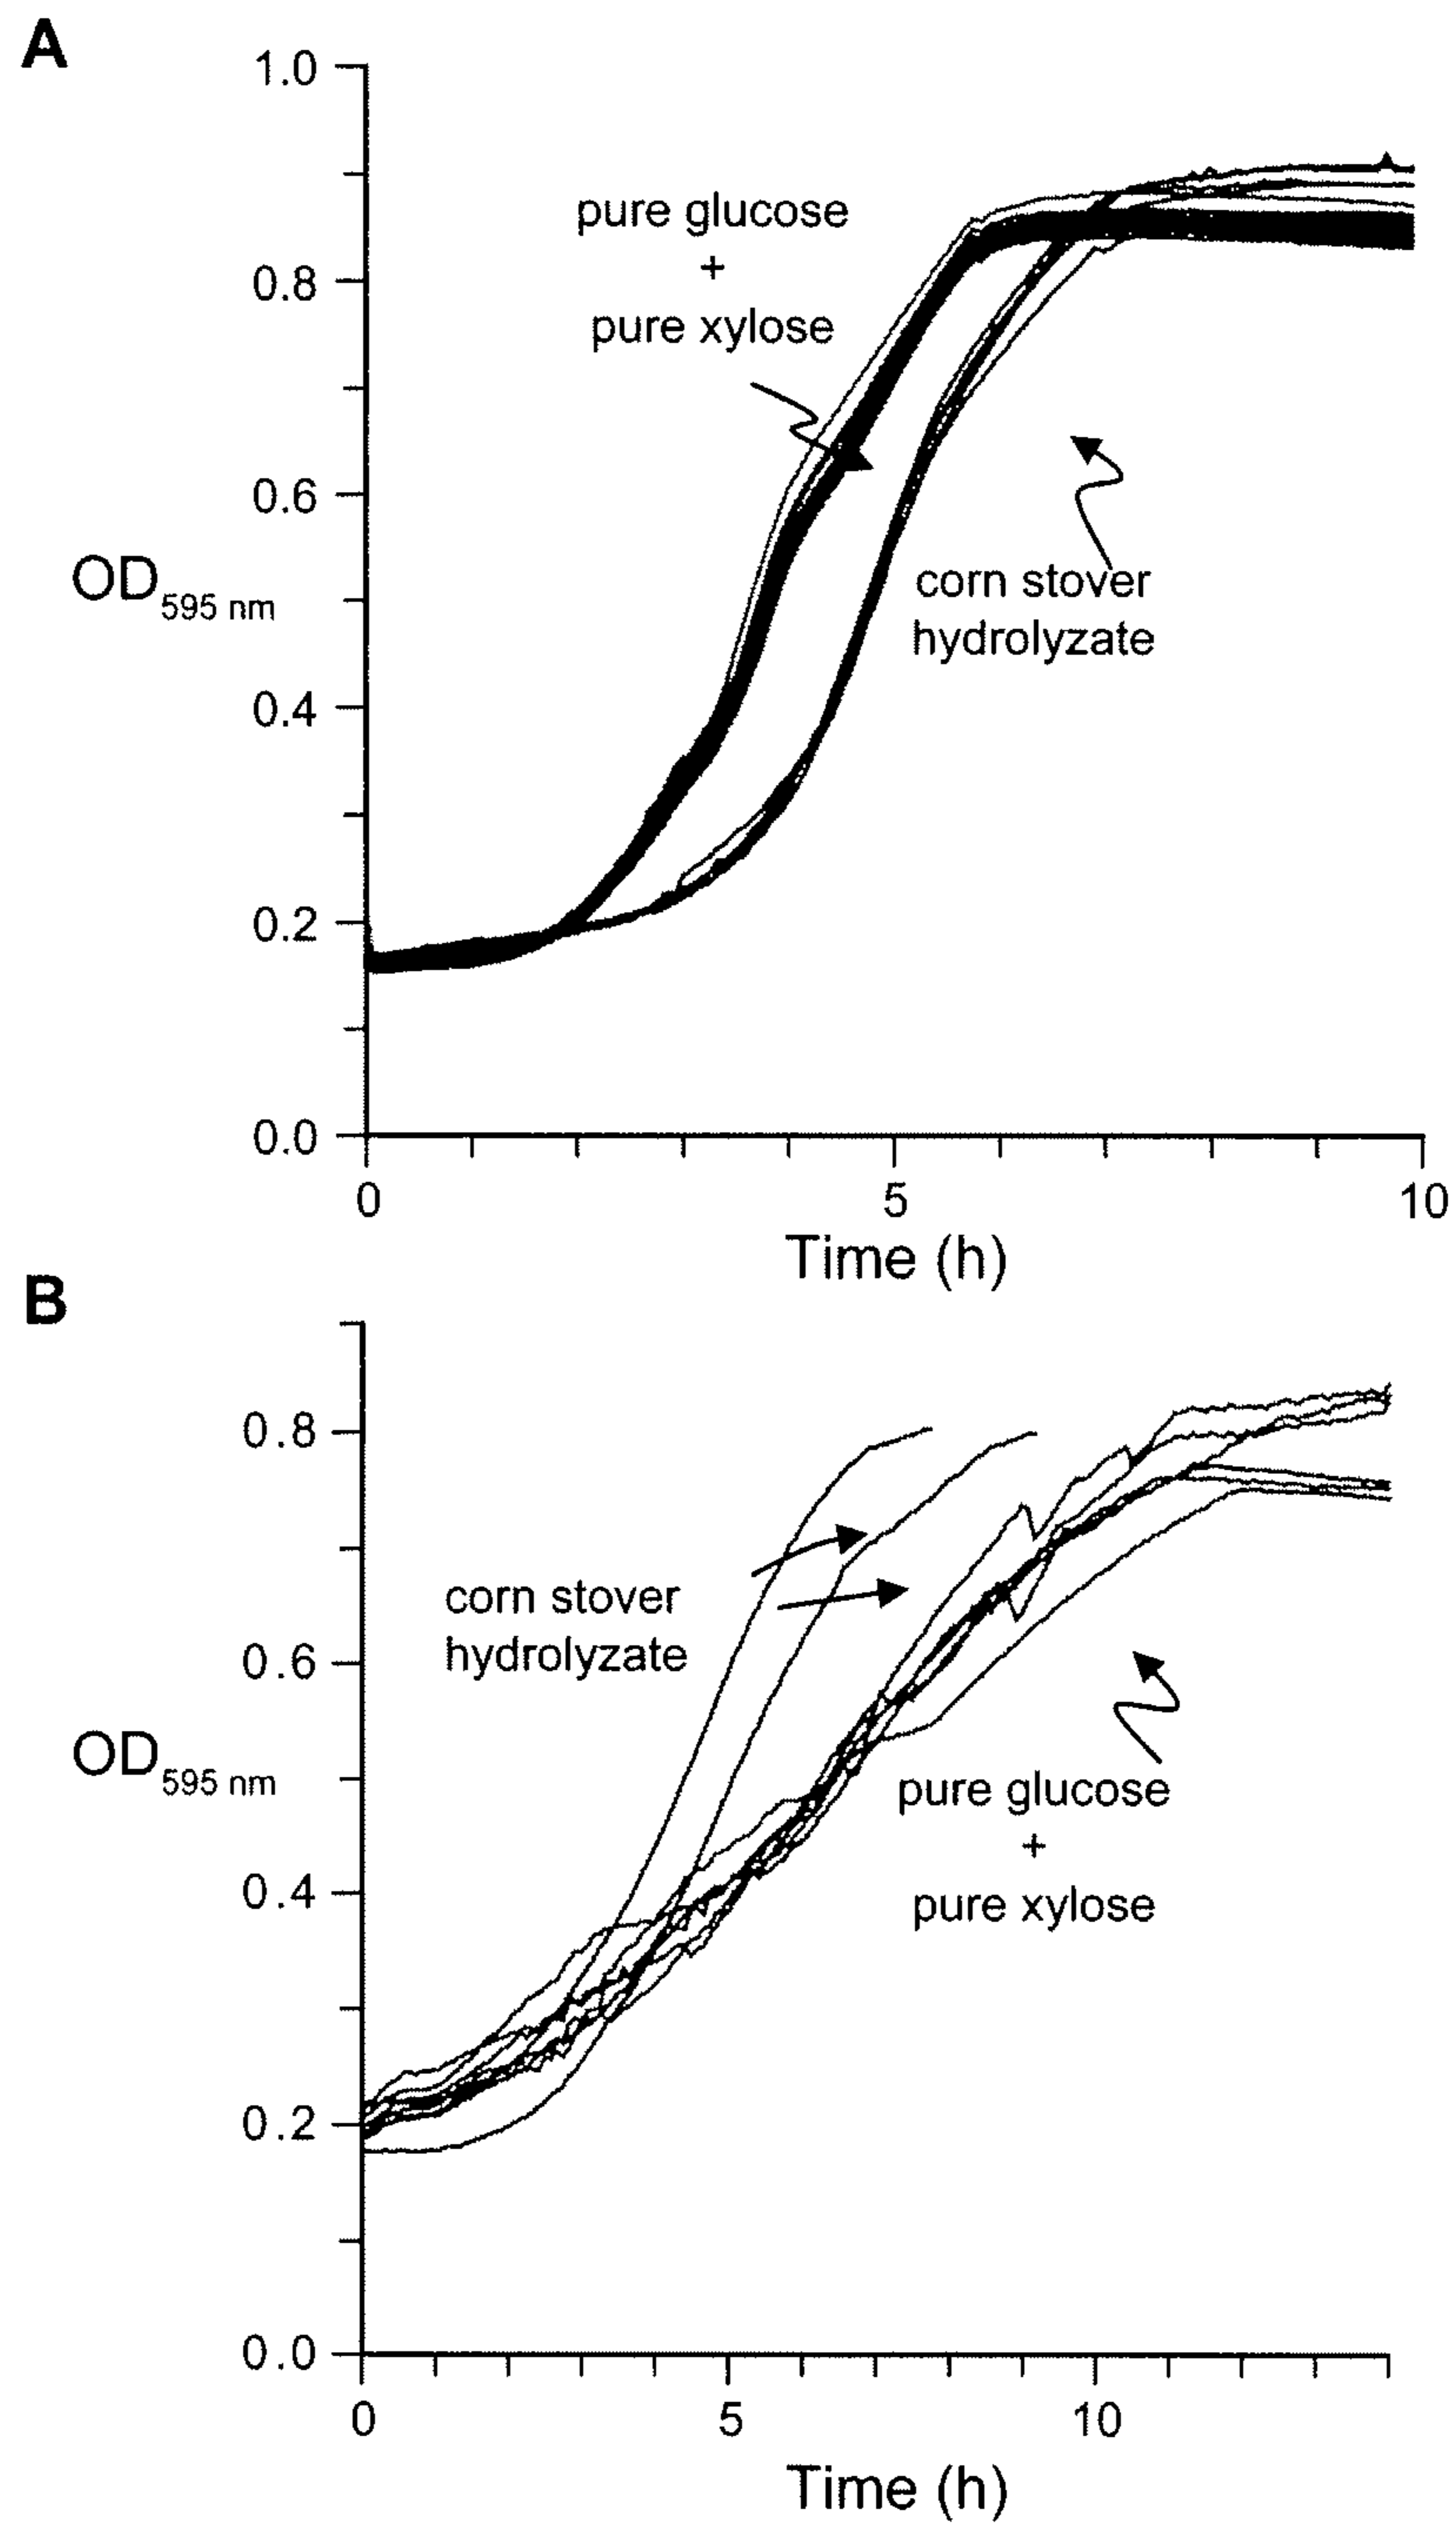 A
1.0
pure glucose
+
pure xylose
0.8
0.6
OD595 nm
corn stover
hydrolyzate
0.4
0.2
0.0
0
5
10
Time (h)
B
0.8
corn stover
hydrolyzate
0.6
OD595 nm
pure glucose
+
pure xylose
0.4
0.2
0.0
0
5
10
Time (h)